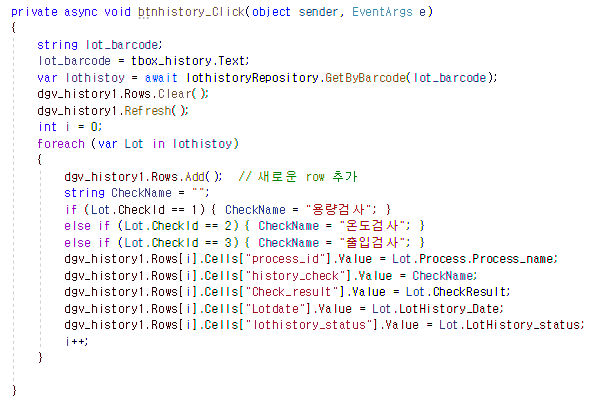 private async void btnhistory_Click(object sender, EventArgs e)
{
string lot_barcode;
lot_barcode = tbox_history.Text;
var lothistoy = await lothistoryRepository.GetByBarcode(lot_barcode);
dgv_history1.Rows.Clear();
dgv_history1.Refresh();
int i = 0;
foreach (var Lot in lothistoy)
{
dgv_history1.Rows.Add();  // 새로운 row 추가
string CheckName = "";
if (Lot.CheckId == 1) { CheckName = "용량검사"; }
else if (Lot.CheckId == 2) { CheckName = "온도검사"; }
else if (Lot.CheckId == 3) { CheckName = "출입검사"; }
dgv_history1.Rows[i].Cells["process_id"].Value = Lot.Process.Process_name;
dgv_history1.Rows[i].Cells["history_check"].Value = CheckName;
dgv_history1.Rows[i].Cells["Check_result"].Value = Lot.CheckResult;
dgv_history1.Rows[i].Cells["Lotdate"].Value = Lot.LotHistory_Date;
dgv_history1.Rows[i].Cells["lothistory_status"].Value = Lot.LotHistory_status;
i++;
}
}